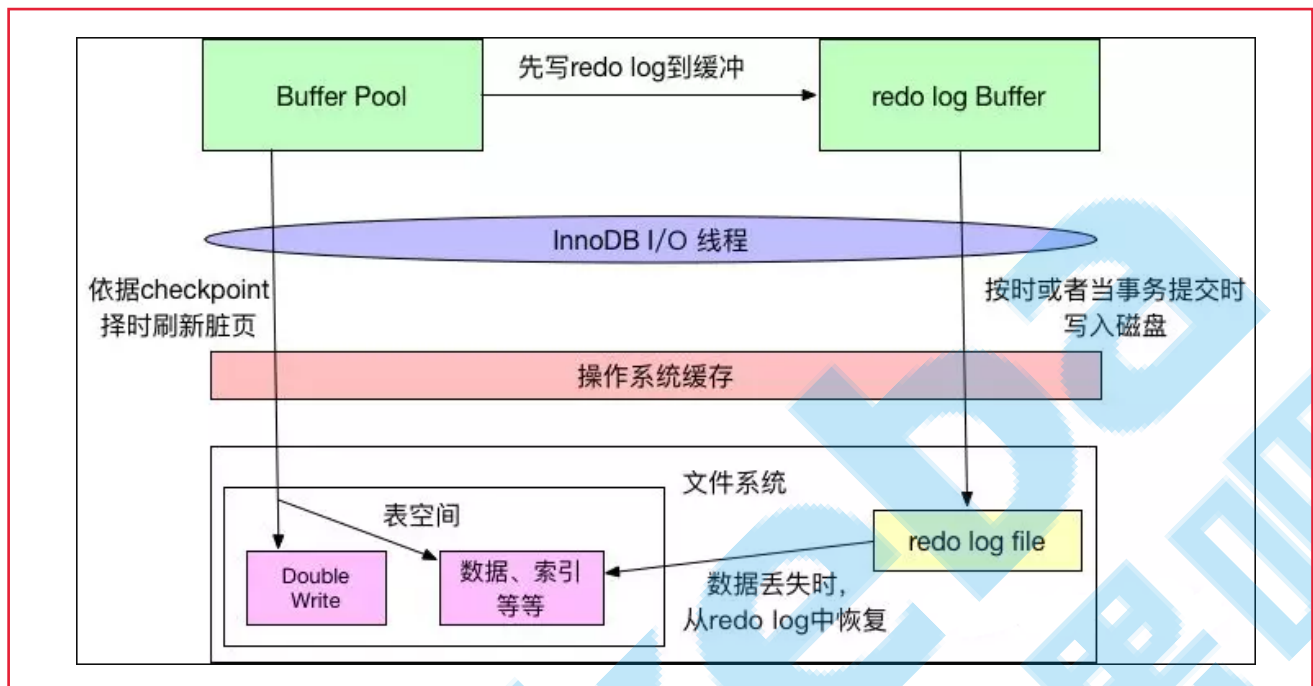 先写redo log到缓冲
Buffer Pool
redo log Buffer
InnoDB I/O 线程
依据checkpoint
择时刷新脏页
按时或者当事务提交时
写入磁盘
操作系统缓存
文件系统
表空间
redo log file
Double
Write
数据、索引
等等
数据丢失时,
从redo log中恢复